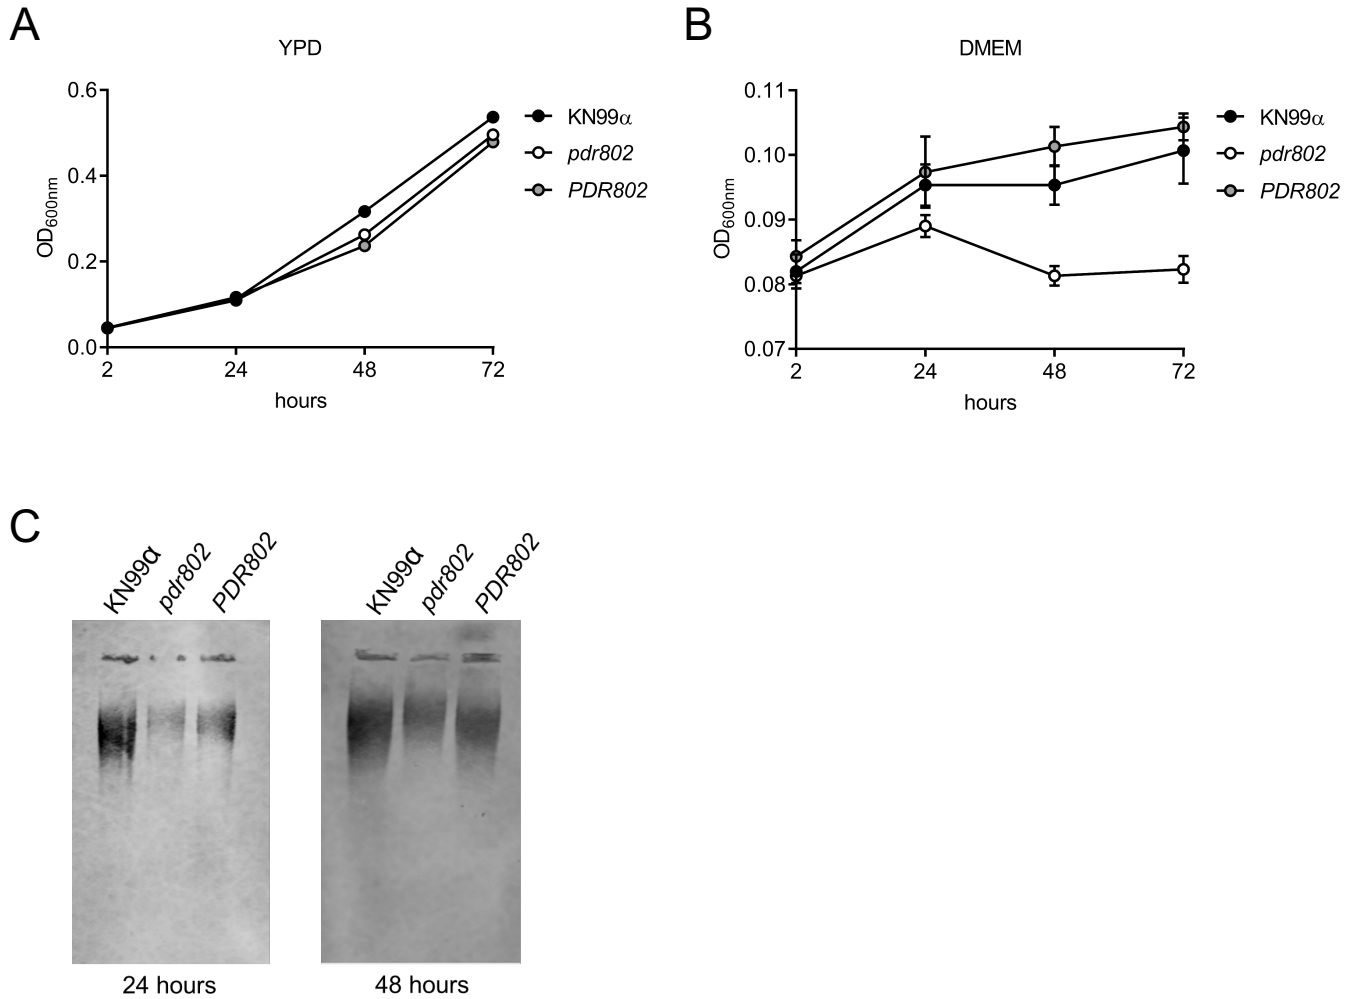 A
YPD
0.6
0.4
0.2
0.0
OD600nm
2 24 48 72
hours
KN99α
pdr802
PDR802
B
DMEM
0.11
0.10
0.09
0.08
0.07
OD600nm
2 24 48 72
hours
KN99α
pdr802
PDR802
C
KN99α pdr802 PDR802
KN99α pdr802 PDR802
24 hours
48 hours